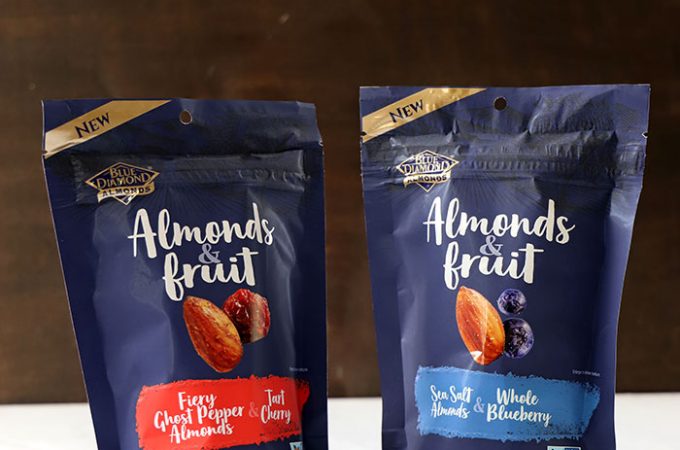 NEW
BLUE
DIAMOND
ALMONDS
Almonds
&
fruit
Fiery
Ghost Pepper
Almonds
& Tart
Cherry
NEW
BLUE
DIAMOND
ALMONDS
Almonds
&
fruit
Sea Salt
Almonds
& Whole
Blueberry